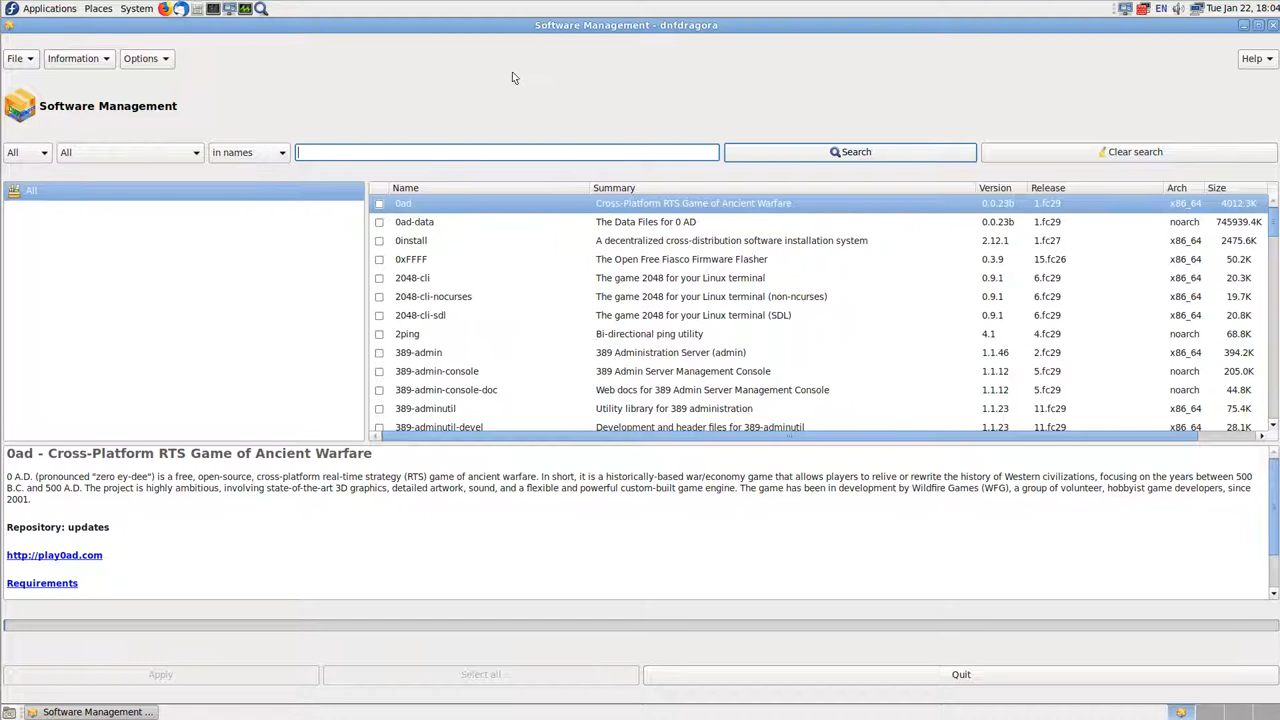 Applications Places System EN Tue Jan 22, 18:04
Software Management - dnfdragora
File Information Options Help
Software Management
All All in names Search Clear search
All
Name Summary Version Release Arch Size
0ad Cross-Platform RTS Game of Ancient Warfare 0.0.23b 1.fc29 x86_64 4012.3K
0ad-data The Data Files for 0 AD 0.0.23b 1.fc29 noarch 745939.4K
0install A decentralized cross-distribution software installation system 2.12.1 1.fc27 x86_64 2475.6K
0xFFFF The Open Free Fiasco Firmware Flasher 0.3.9 15.fc26 x86_64 50.2K
2048-cli The game 2048 for your Linux terminal 0.9.1 6.fc29 x86_64 20.3K
2048-cli-nocurses The game 2048 for your Linux terminal (non-ncurses) 0.9.1 6.fc29 x86_64 19.7K
2048-cli-sdl The game 2048 for your Linux terminal (SDL) 0.9.1 6.fc29 x86_64 20.8K
2ping Bi-directional ping utility 4.1 4.fc29 noarch 68.8K
389-admin 389 Administration Server (admin) 1.1.46 2.fc29 x86_64 394.2K
389-admin-console 389 Admin Server Management Console 1.1.12 5.fc29 noarch 205.0K
389-admin-console-doc Web docs for 389 Admin Server Management Console 1.1.12 5.fc29 noarch 44.8K
389-adminutil Utility library for 389 administration 1.1.23 11.fc29 x86_64 75.4K
389-adminutil-devel Development and header files for 389-adminutil 1.1.23 11.fc29 x86_64 28.1K
0ad - Cross-Platform RTS Game of Ancient Warfare
0 A.D. (pronounced "zero ey-dee") is a free, open-source, cross-platform real-time strategy (RTS) game of ancient warfare. In short, it is a historically-based war/economy game that allows players to relive or rewrite the history of Western civilizations, focusing on the years between 500
B.C. and 500 A.D. The project is highly ambitious, involving state-of-the-art 3D graphics, detailed artwork, sound, and a flexible and powerful custom-built game engine. The game has been in development by Wildfire Games (WFG), a group of volunteer, hobbyist game developers, since
2001.
Repository: updates
http://play0ad.com
Requirements
Apply Select all... Quit
Software Management ...